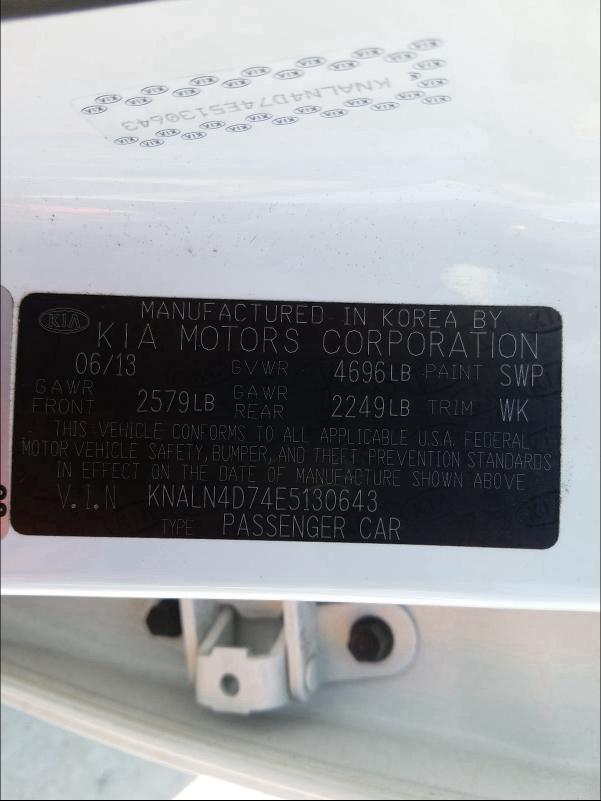 KNALN4D74E5130643
KIA
MANUFACTURED IN KOREA BY
KIA MOTORS CORPORATION
06/13 GVWR 4696LB PAINT SWP
GAWR FRONT 2579LB GAWR REAR 2249LB TRIM WK
THIS VEHICLE CONFORMS TO ALL APPLICABLE U.S.A. FEDERAL
MOTOR VEHICLE SAFETY, BUMPER, AND THEFT PREVENTION STANDARDS
IN EFFECT ON THE DATE OF MANUFACTURE SHOWN ABOVE
V.I.N KNALN4D74E5130643
TYPE PASSENGER CAR